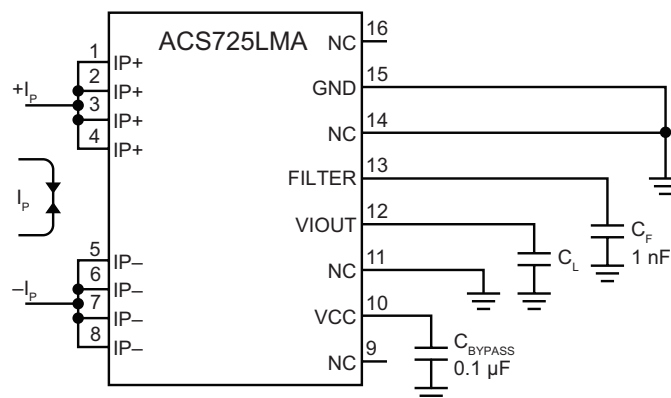 ACS725LMA
+IP
IP
–IP
1 IP+
2 IP+
3 IP+
4 IP+
5 IP–
6 IP–
7 IP–
8 IP–
NC 16
GND 15
NC 14
FILTER 13
VIOUT 12
NC 11
VCC 10
NC 9
CF
1 nF
CL
CBYPASS
0.1 µF